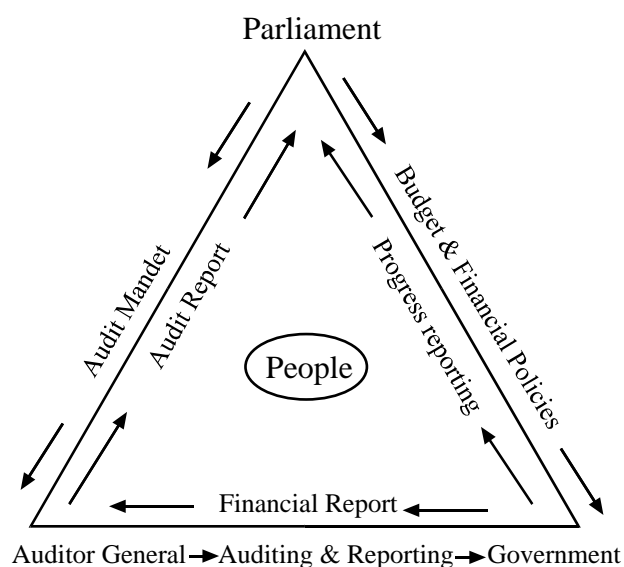 Parliament
Audit Mandet
Audit Report
Progress reporting
Budget & Financial Policies
People
Financial Report
Auditor General Auditing & Reporting Government